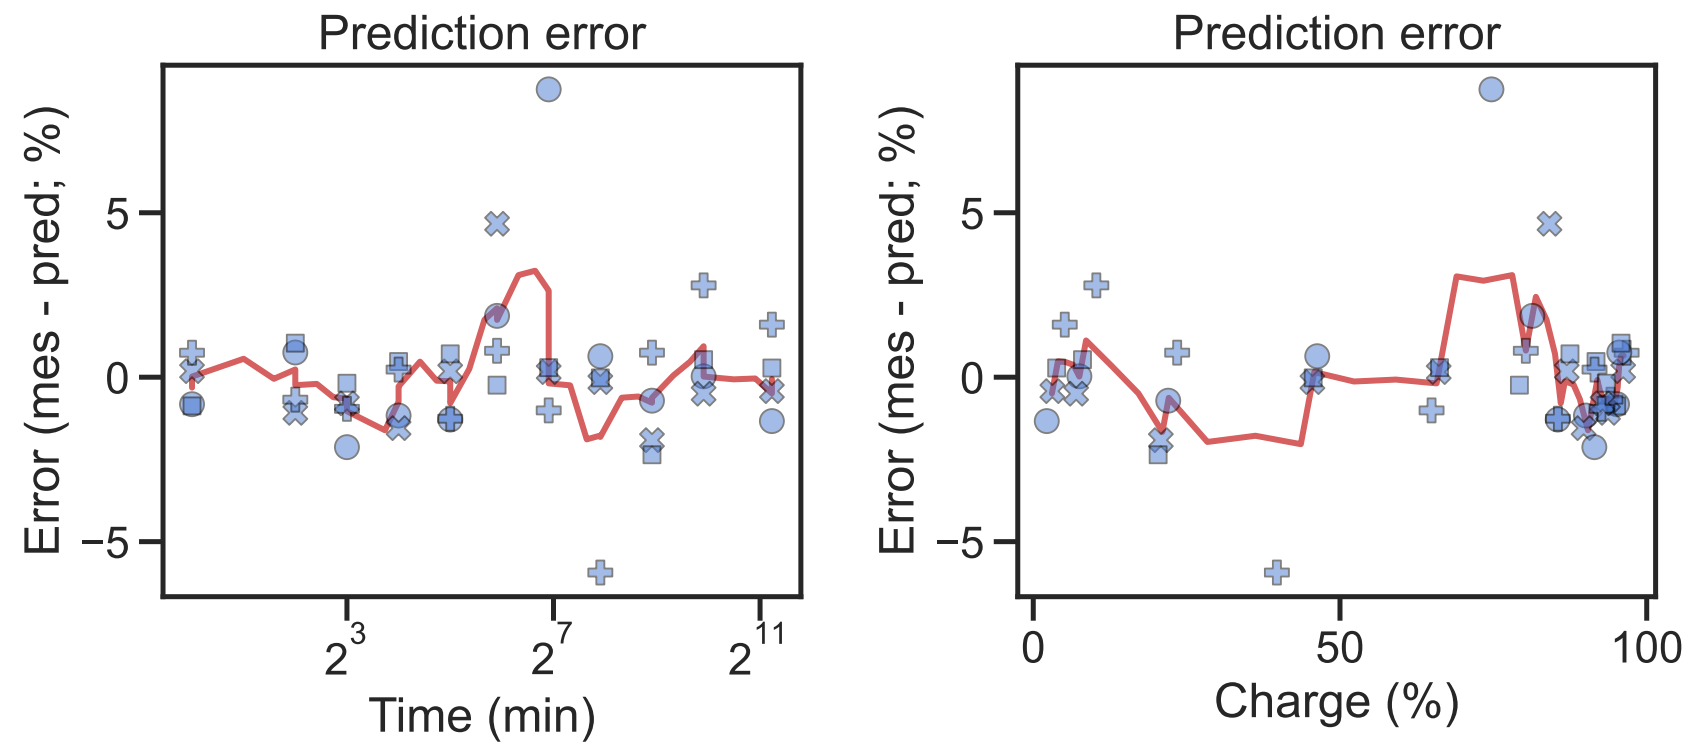 Prediction error
Error (mes - pred; %)
5
0
−5
2^3
2^7
2^11
Time (min)
Prediction error
Error (mes - pred; %)
5
0
−5
0
50
100
Charge (%)